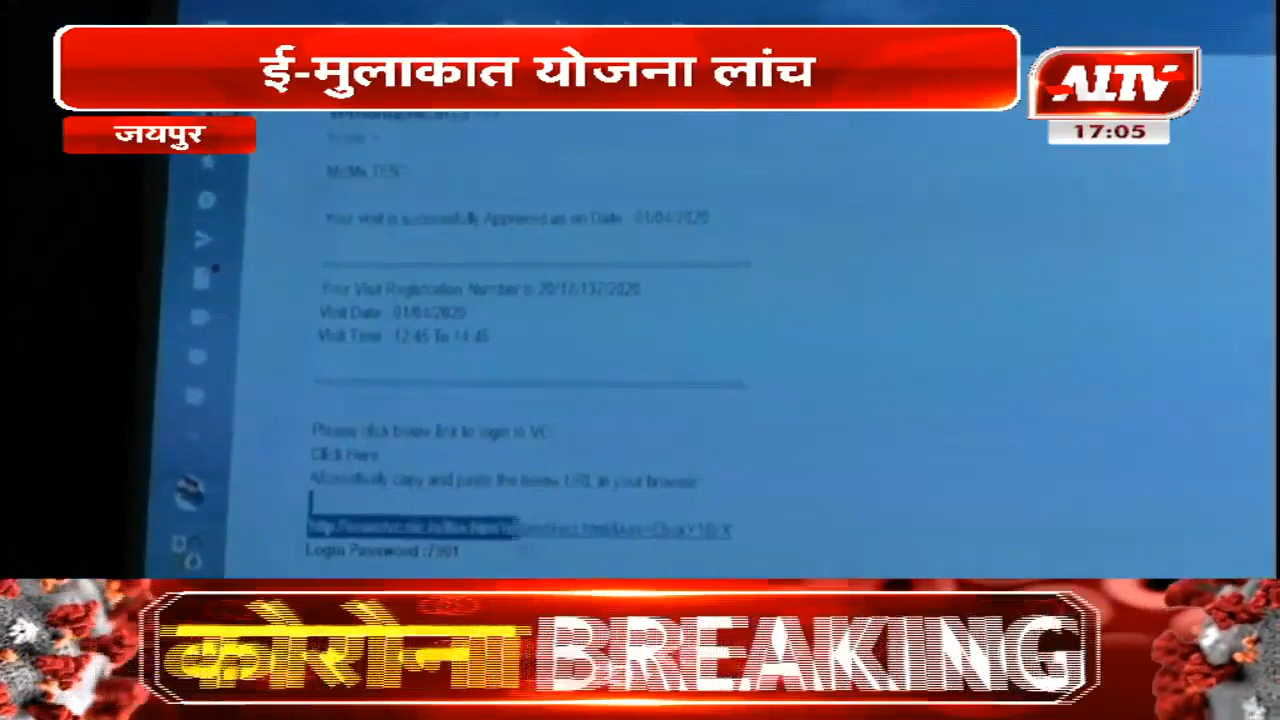 ई-मुलाकात योजना लांच
ALTV
17:05
जयपुर
Your visit is successfully Approved as on Date : 01/04/2020
Your Visit Registration Number is 20/17/137/2020
Visit Date : 01/04/2020
Visit Time : 12:45 To 14:45
Please click below link to login in VC
Click Here
Alternatively copy and paste the below URL in your browser
Login Password :7391
कोरोना BREAKING